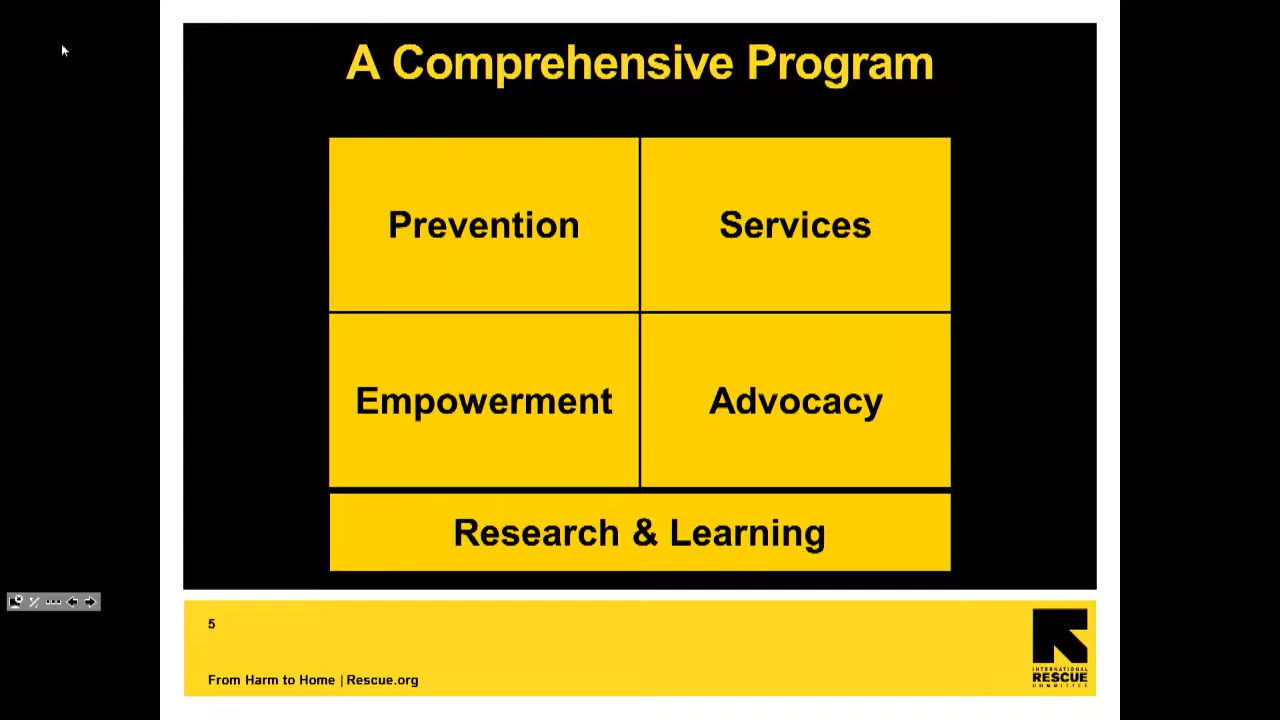 A Comprehensive Program
Prevention
Services
Empowerment
Advocacy
Research & Learning
5
From Harm to Home | Rescue.org
INTERNATIONAL
RESCUE
COMMITTEE